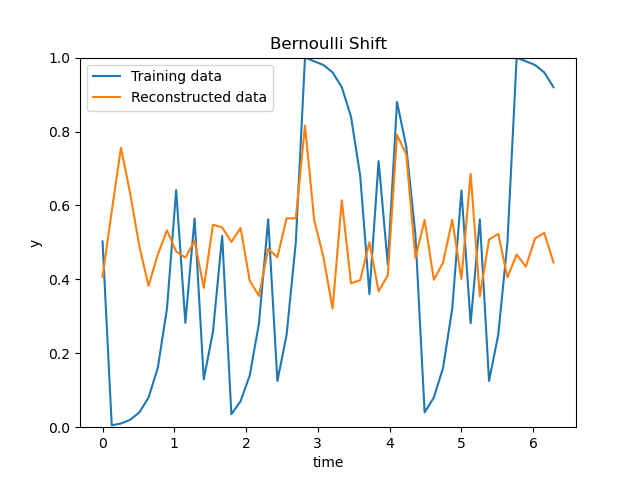 Bernoulli Shift
Training data
Reconstructed data
y
1.0
0.8
0.6
0.4
0.2
0.0
0 1 2 3 4 5 6
time